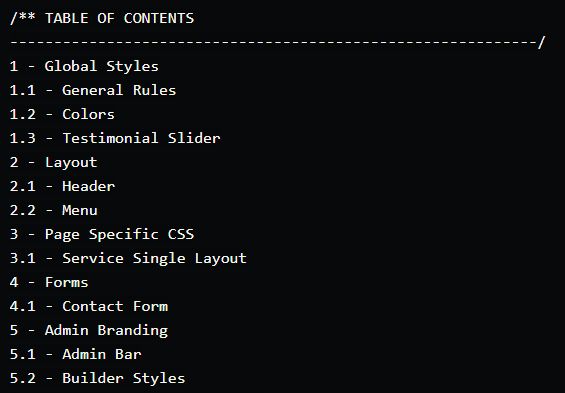 /** TABLE OF CONTENTS
------------------------------------------------------------/
1 - Global Styles
1.1 - General Rules
1.2 - Colors
1.3 - Testimonial Slider
2 - Layout
2.1 - Header
2.2 - Menu
3 - Page Specific CSS
3.1 - Service Single Layout
4 - Forms
4.1 - Contact Form
5 - Admin Branding
5.1 - Admin Bar
5.2 - Builder Styles